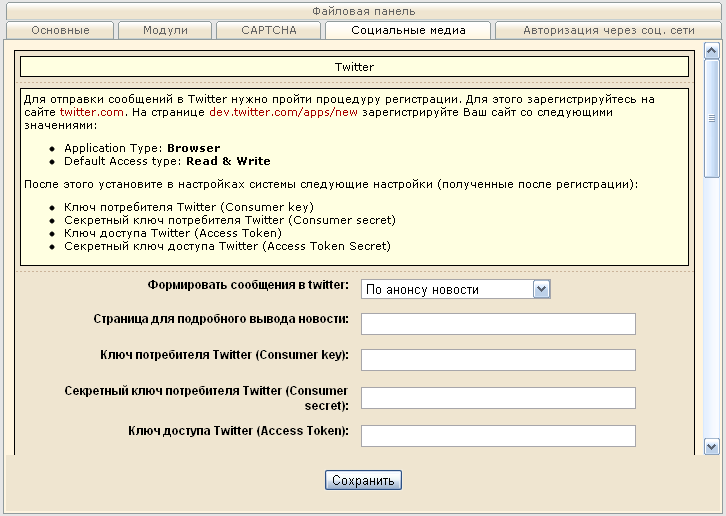 Файловая панель
Основные
Модули
CAPTCHA
Социальные медиа
Авторизация через соц. сети
Twitter
Для отправки сообщений в Twitter нужно пройти процедуру регистрации. Для этого зарегистрируйтесь на
сайте twitter.com. На странице dev.twitter.com/apps/new зарегистрируйте Ваш сайт со следующими
значениями:
Application Type: Browser
Default Access type: Read & Write
После этого установите в настройках системы следующие настройки (полученные после регистрации):
Ключ потребителя Twitter (Consumer key)
Секретный ключ потребителя Twitter (Consumer secret)
Ключ доступа Twitter (Access Token)
Секретный ключ доступа Twitter (Access Token Secret)
Формировать сообщения в twitter:
По анонсу новости
Страница для подробного вывода новости:
Ключ потребителя Twitter (Consumer key):
Секретный ключ потребителя Twitter (Consumer
secret):
Ключ доступа Twitter (Access Token):
Сохранить